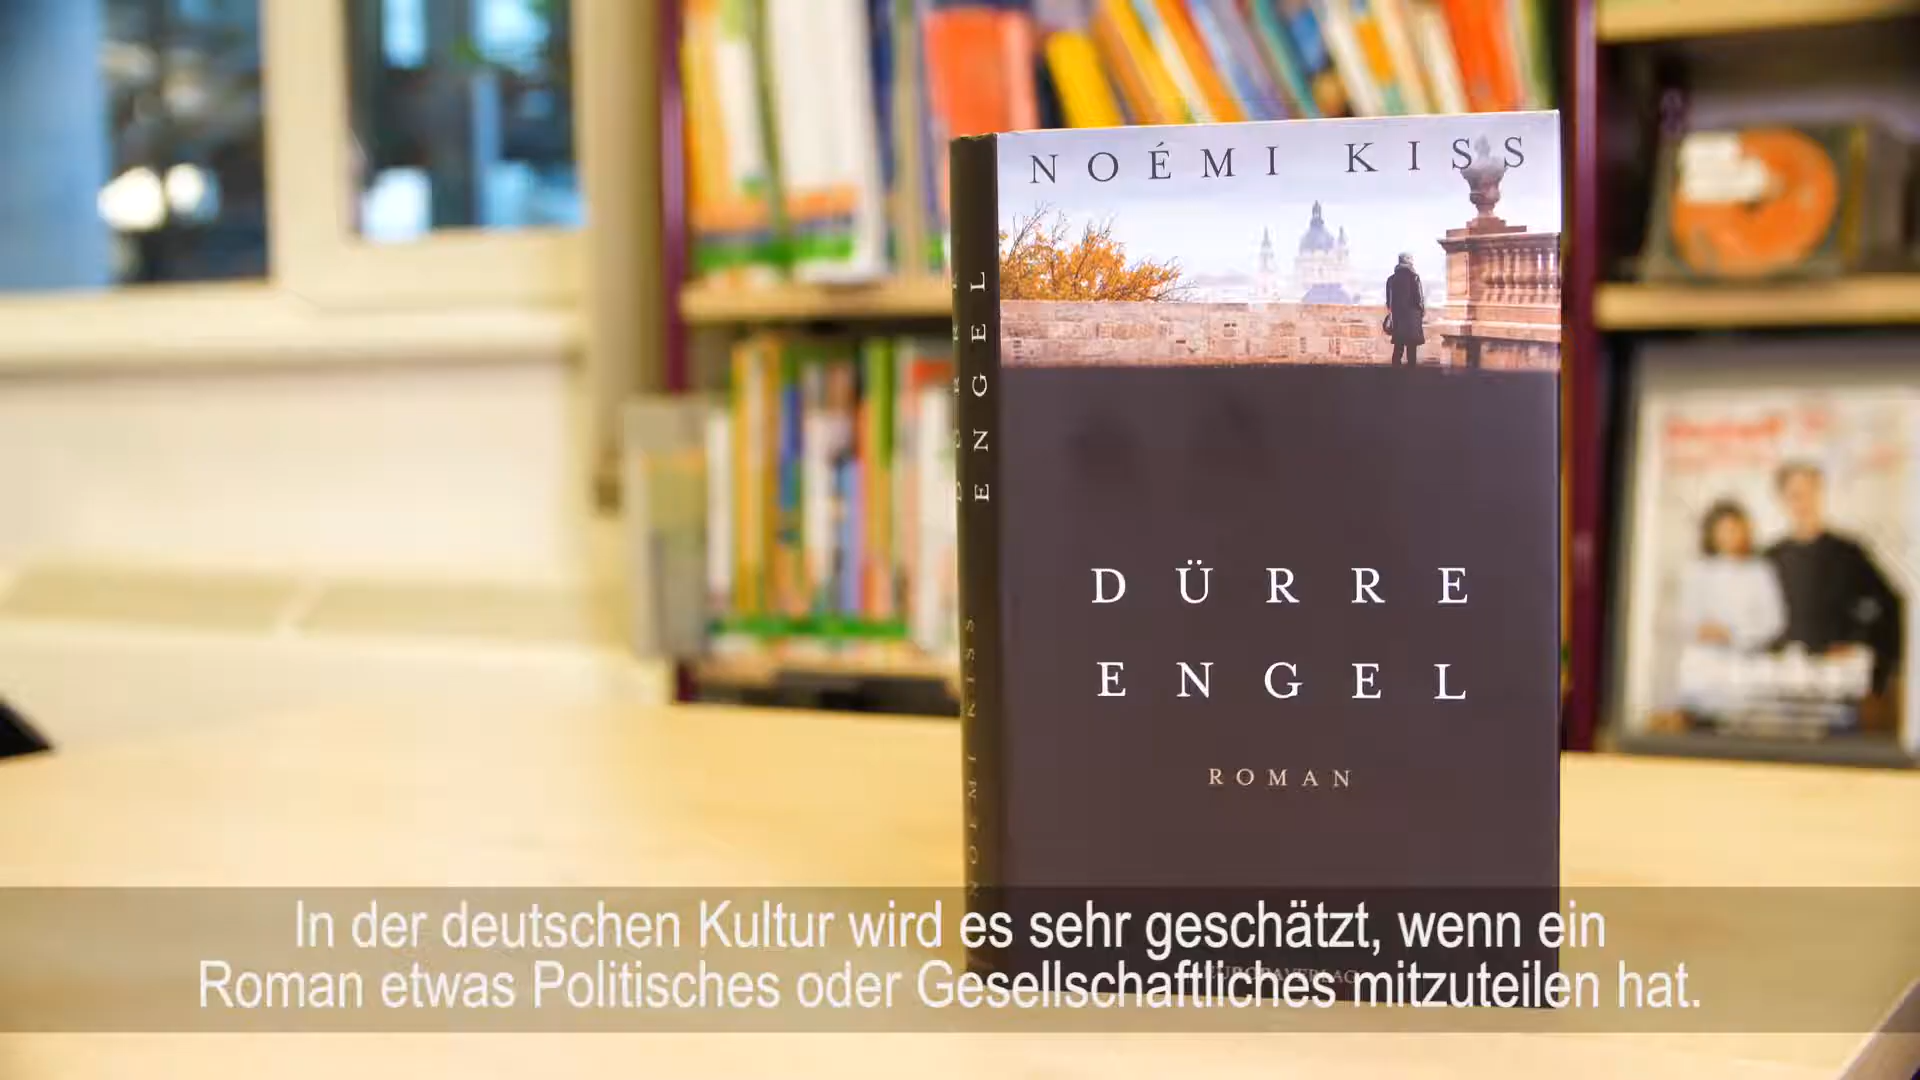 NOÉMI KISS
DÜRRE
ENGEL
ROMAN
ENGEL
NOÉMI KISS
In der deutschen Kultur wird es sehr geschätzt, wenn ein
Roman etwas Politisches oder Gesellschaftliches mitzuteilen hat.